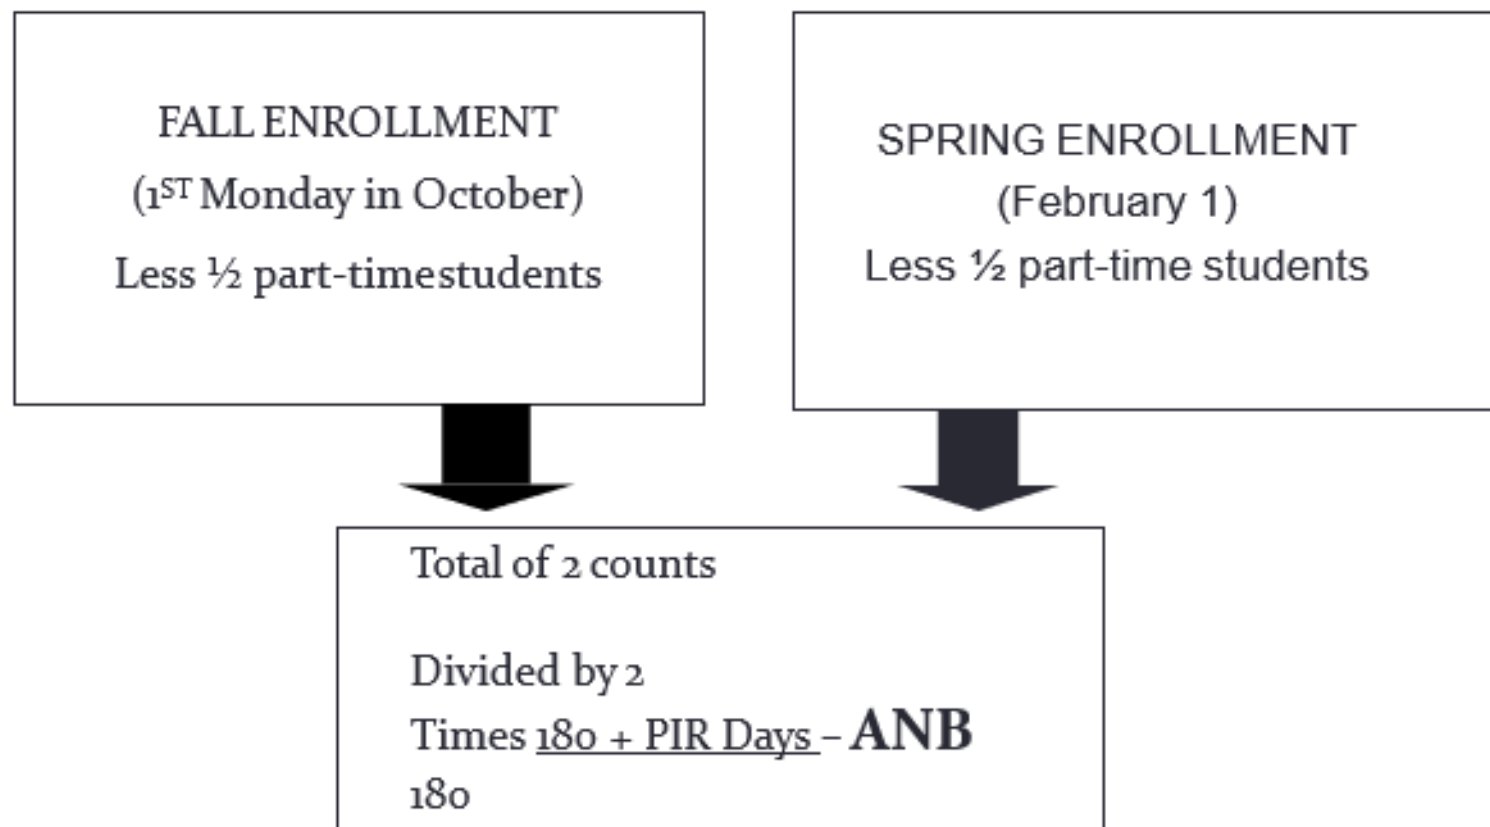 FALL ENROLLMENT
(1ST Monday in October)
Less ½ part-timestudents
SPRING ENROLLMENT
(February 1)
Less ½ part-time students
Total of 2 counts
Divided by 2
Times 180 + PIR Days – ANB
180